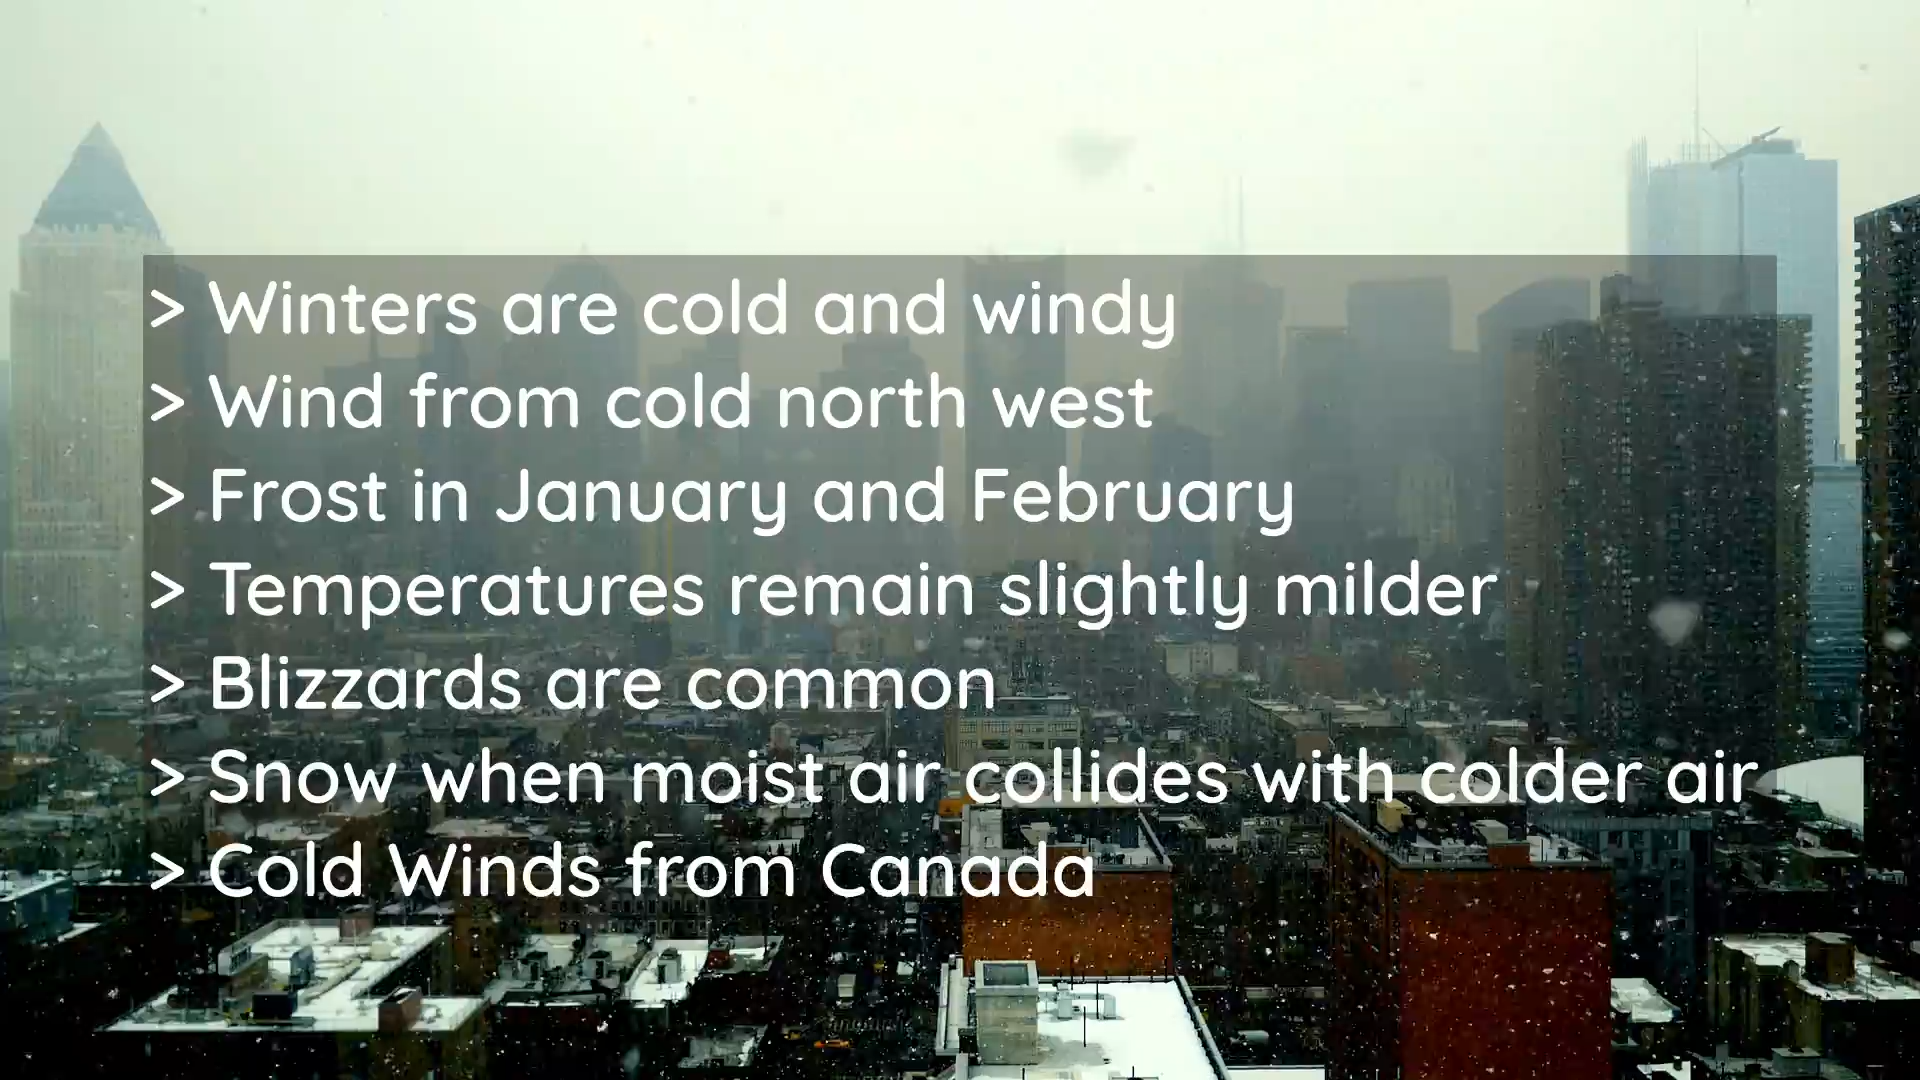 > Winters are cold and windy
> Wind from cold north west
> Frost in January and February
> Temperatures remain slightly milder
> Blizzards are common
> Snow when moist air collides with colder air
> Cold Winds from Canada